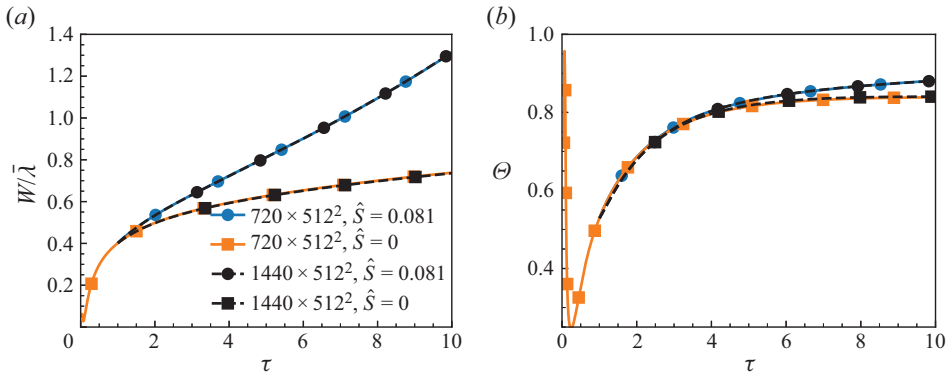 (a)
1.4
1.2
1.0
0.8
0.6
0.4
0.2
0
W/λ̄
720 × 512², Ŝ = 0.081
720 × 512², Ŝ = 0
1440 × 512², Ŝ = 0.081
1440 × 512², Ŝ = 0
2 4 6 8 10
τ
(b)
1.0
0.8
0.6
0.4
Θ
0 2 4 6 8 10
τ